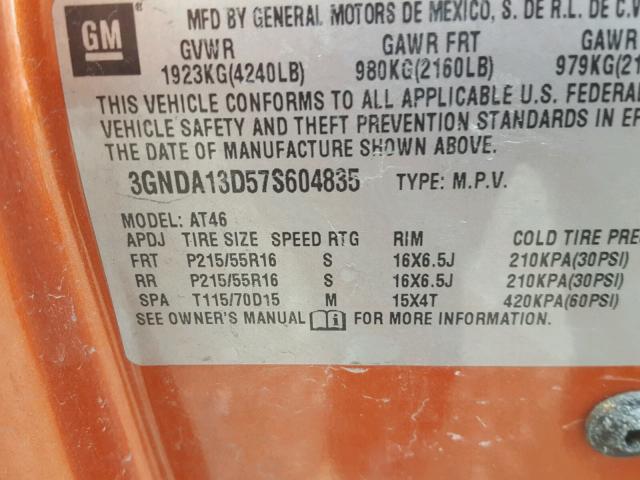 GM
MFD BY GENERAL MOTORS DE MEXICO, S. DE R.L. DE C.V
GVWR GAWR FRT GAWR
1923KG(4240LB) 980KG(2160LB) 979KG(21
THIS VEHICLE CONFORMS TO ALL APPLICABLE U.S. FEDERAL
VEHICLE SAFETY AND THEFT PREVENTION STANDARDS IN EF
THE DATE OF MANUFACTURE SHOWN ABOVE.
3GNDA13D57S604835 TYPE: M.P.V.
MODEL: AT46
APDJ TIRE SIZE SPEED RTG RIM COLD TIRE PRE
FRT P215/55R16 S 16X6.5J 210KPA(30PSI)
RR P215/55R16 S 16X6.5J 210KPA(30PSI)
SPA T115/70D15 M 15X4T 420KPA(60PSI)
SEE OWNER'S MANUAL FOR MORE INFORMATION.